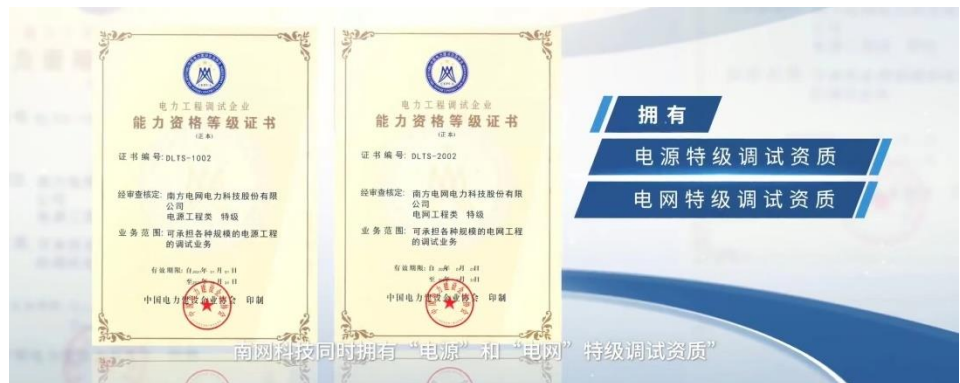 电力工程调试企业
能力资格等级证书
(正本)
证书编号:DLTS-1002
经审查核定:南方电网电力科技股份有限
公司
电源工程类 特级
业务范围:可承担各种规模的电源工程
的调试业务
中国电力建设企业协会 印制
电力工程调试企业
能力资格等级证书
(正本)
证书编号:DLTS-2002
经审查核定:南方电网电力科技股份有限
公司
电网工程类 特级
业务范围:可承担各种规模的电网工程
的调试业务
中国电力建设企业协会 印制
拥有
电源特级调试资质
电网特级调试资质
南网科技同时拥有“电源”和“电网”特级调试资质”